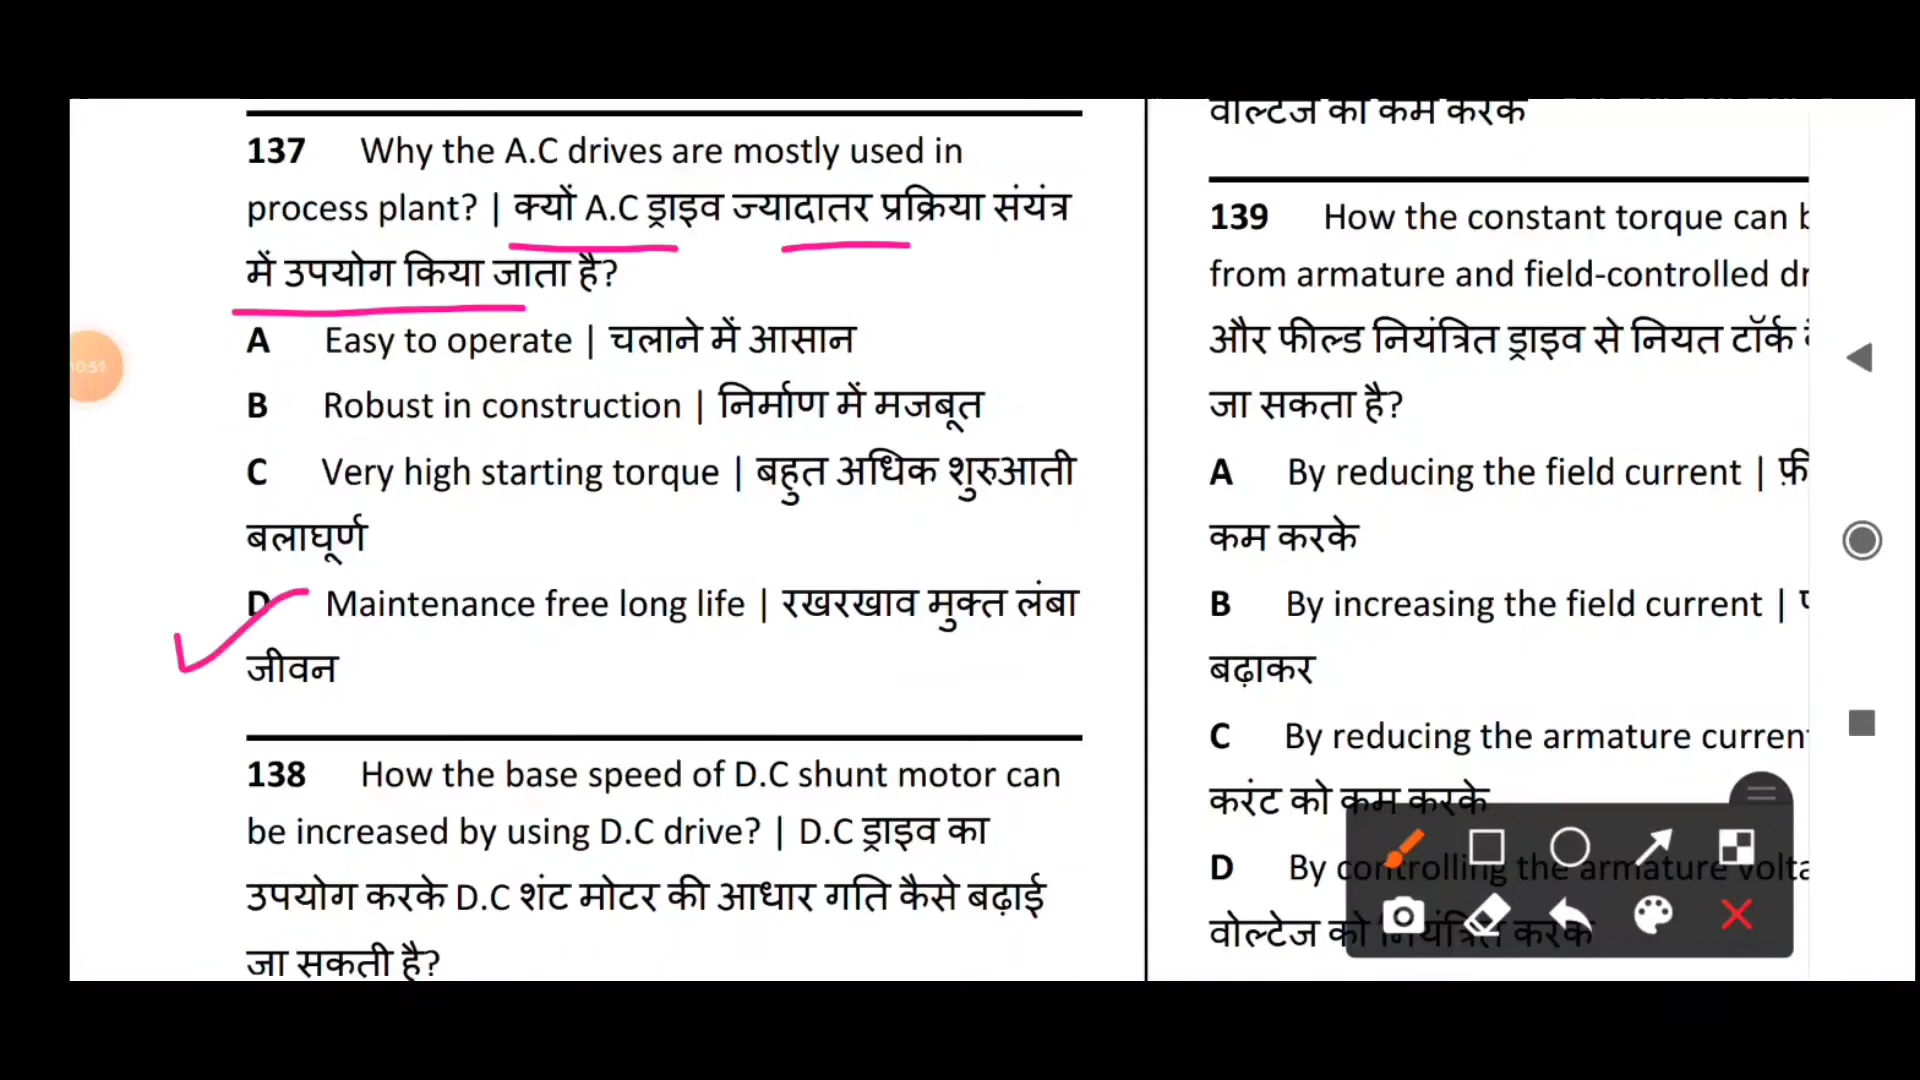 137 Why the A.C drives are mostly used in
process plant? | क्यों A.C ड्राइव ज्यादातर प्रक्रिया संयंत्र
में उपयोग किया जाता है?
A Easy to operate | चलाने में आसान
B Robust in construction | निर्माण में मजबूत
C Very high starting torque | बहुत अधिक शुरुआती
बलाघूर्ण
D Maintenance free long life | रखरखाव मुक्त लंबा
जीवन
138 How the base speed of D.C shunt motor can
be increased by using D.C drive? | D.C ड्राइव का
उपयोग करके D.C शंट मोटर की आधार गति कैसे बढ़ाई
जा सकती है?
वोल्टेज को कम करके
139 How the constant torque can
from armature and field-controlled
और फील्ड नियंत्रित ड्राइव से नियत टॉर्क
जा सकता है?
A By reducing the field current |
कम करके
B By increasing the field current |
बढ़ाकर
C By reducing the armature current
करंट को कम करके
D By controlling the armature
वोल्टेज को नियंत्रित करके